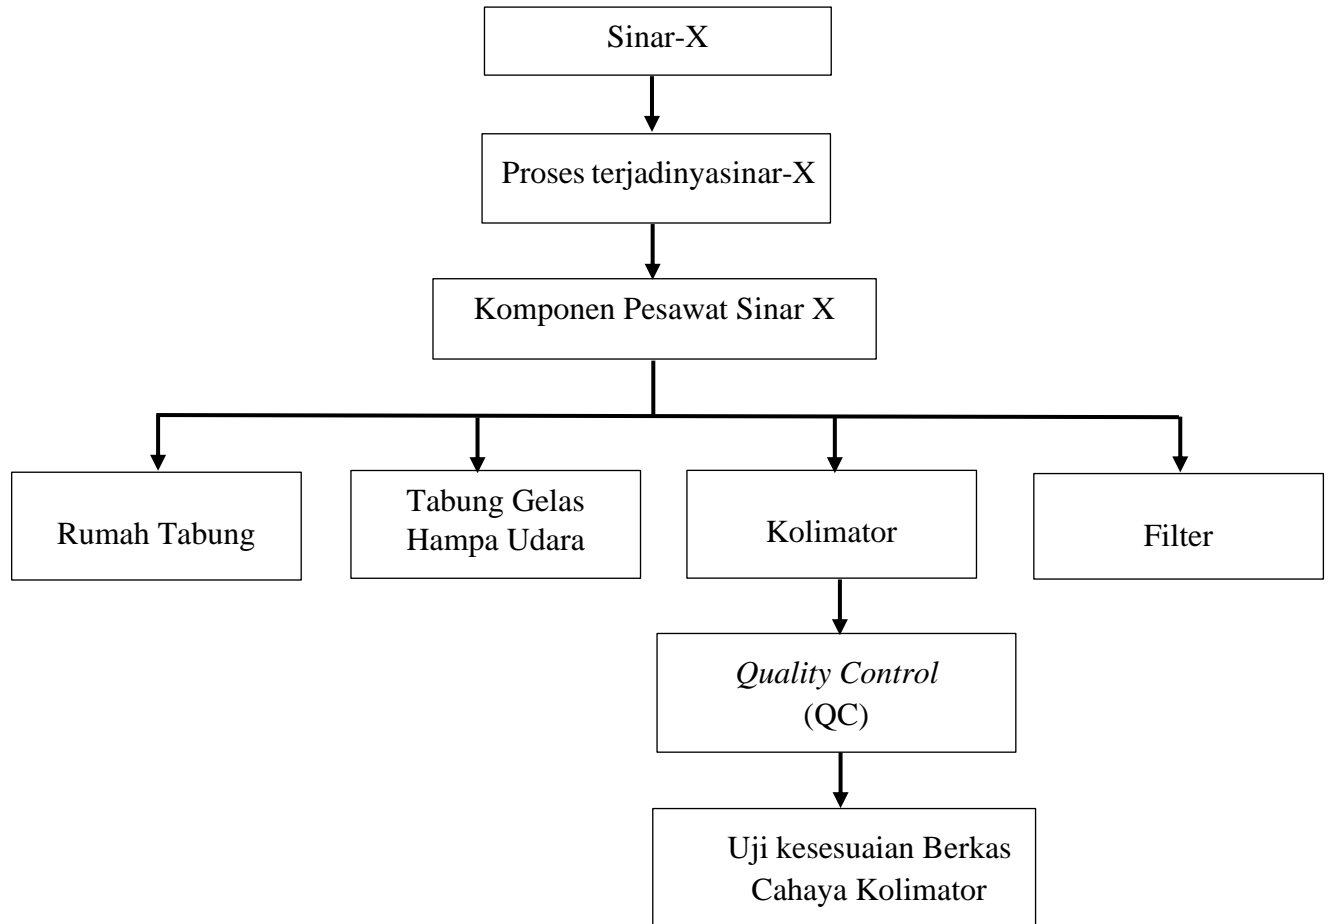 Sinar-X
Proses terjadinyasinar-X
Komponen Pesawat Sinar X
Rumah Tabung
Tabung Gelas
Hampa Udara
Kolimator
Filter
Quality Control
(QC)
Uji kesesuaian Berkas
Cahaya Kolimator